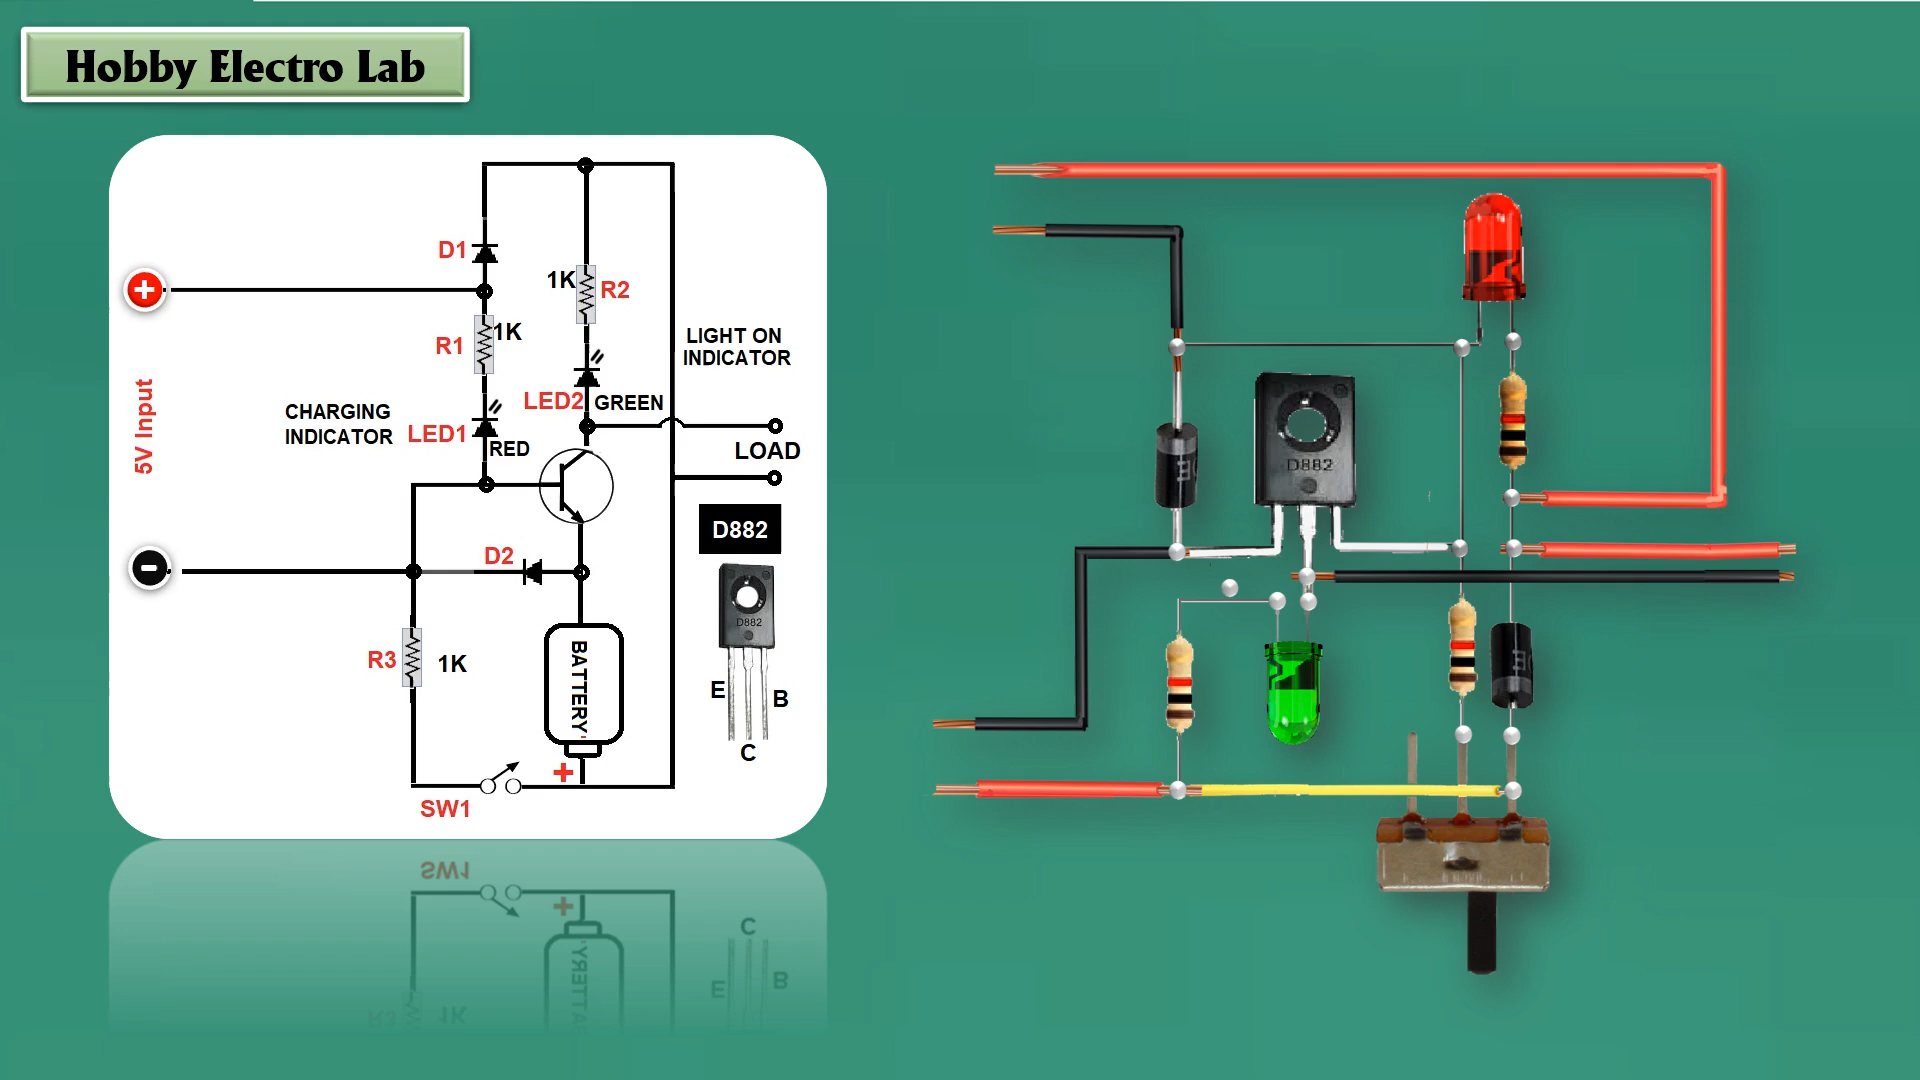 Hobby Electro Lab
D1
1K
R2
1K
R1
LIGHT ON
INDICATOR
5V Input
CHARGING
INDICATOR
LED1
RED
LED2
GREEN
LOAD
D882
D2
D882
E
B
C
R3
1K
BATTERY
SW1
D882